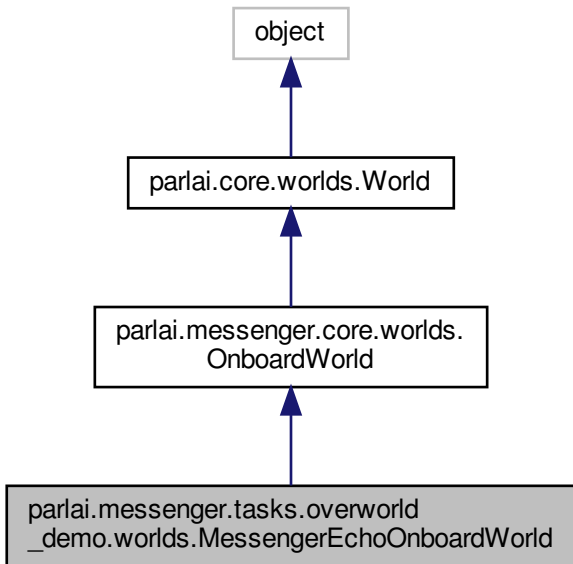 object
parlai.core.worlds.World
parlai.messenger.core.worlds.
OnboardWorld
parlai.messenger.tasks.overworld
_demo.worlds.MessengerEchoOnboardWorld